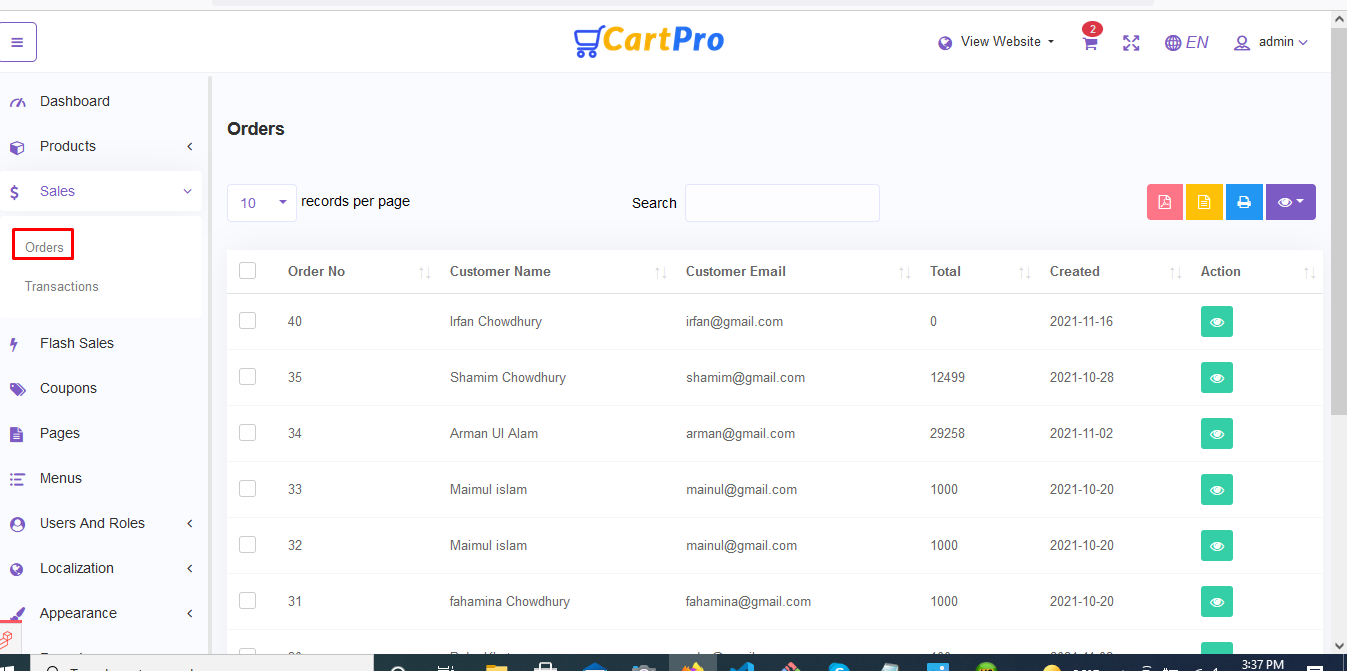 CartPro
View Website
2
EN
admin
Dashboard
Products
Sales
Orders
Transactions
Flash Sales
Coupons
Pages
Menus
Users And Roles
Localization
Appearance
Orders
10 records per page
Search
Order No Customer Name Customer Email Total Created Action
40 Irfan Chowdhury irfan@gmail.com 0 2021-11-16
35 Shamim Chowdhury shamim@gmail.com 12499 2021-10-28
34 Arman Ul Alam arman@gmail.com 29258 2021-11-02
33 Maimul islam mainul@gmail.com 1000 2021-10-20
32 Maimul islam mainul@gmail.com 1000 2021-10-20
31 fahamina Chowdhury fahamina@gmail.com 1000 2021-10-20
3:37 PM